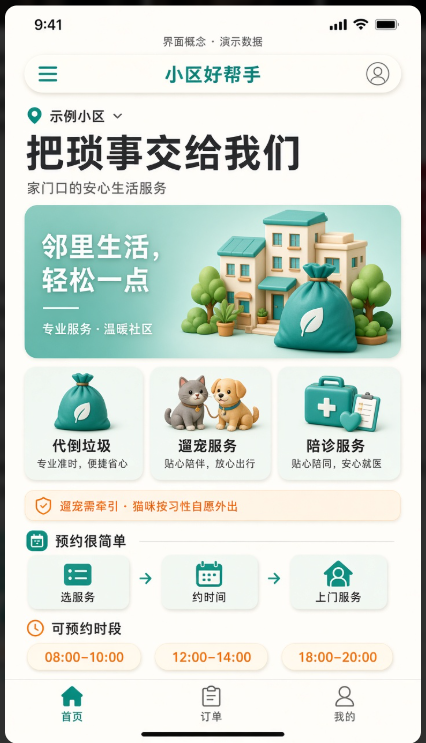 9:41
界面概念 · 演示数据
小区好帮手
示例小区
把琐事交给我们
家门口的安心生活服务
邻里生活，
轻松一点
专业服务 · 温暖社区
代倒垃圾
专业准时，便捷省心
遛宠服务
贴心陪伴，放心出行
陪诊服务
贴心陪同，安心就医
遛宠需牵引 · 猫咪按习性自愿外出
预约很简单
选服务
约时间
上门服务
可预约时段
08:00–10:00
12:00–14:00
18:00–20:00
首页
订单
我的